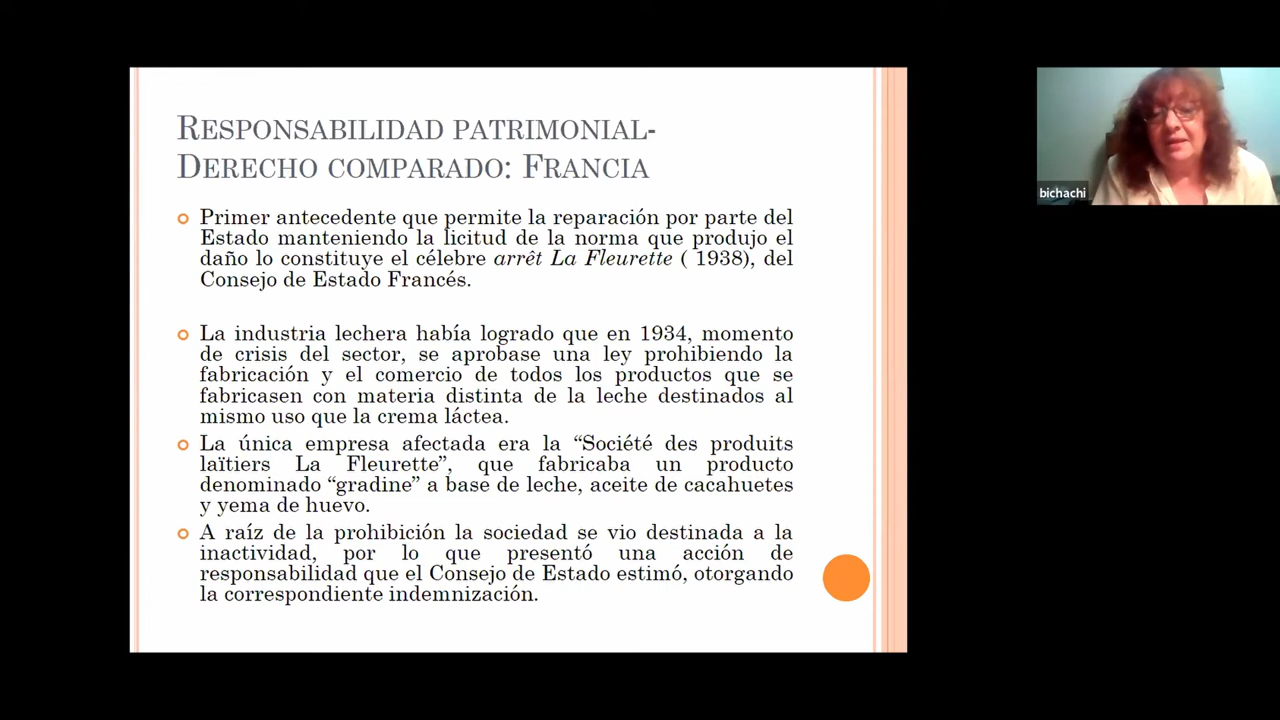 RESPONSABILIDAD PATRIMONIAL-
DERECHO COMPARADO: FRANCIA
Primer antecedente que permite la reparación por parte del
Estado manteniendo la licitud de la norma que produjo el
daño lo constituye el célebre arrêt La Fleurette ( 1938), del
Consejo de Estado Francés.
La industria lechera había logrado que en 1934, momento
de crisis del sector, se aprobase una ley prohibiendo la
fabricación y el comercio de todos los productos que se
fabricasen con materia distinta de la leche destinados al
mismo uso que la crema láctea.
La única empresa afectada era la “Société des produits
laïtiers La Fleurette”, que fabricaba un producto
denominado “gradine” a base de leche, aceite de cacahuetes
y yema de huevo.
A raíz de la prohibición la sociedad se vio destinada a la
inactividad, por lo que presentó una acción de
responsabilidad que el Consejo de Estado estimó, otorgando
la correspondiente indemnización.
bichachi